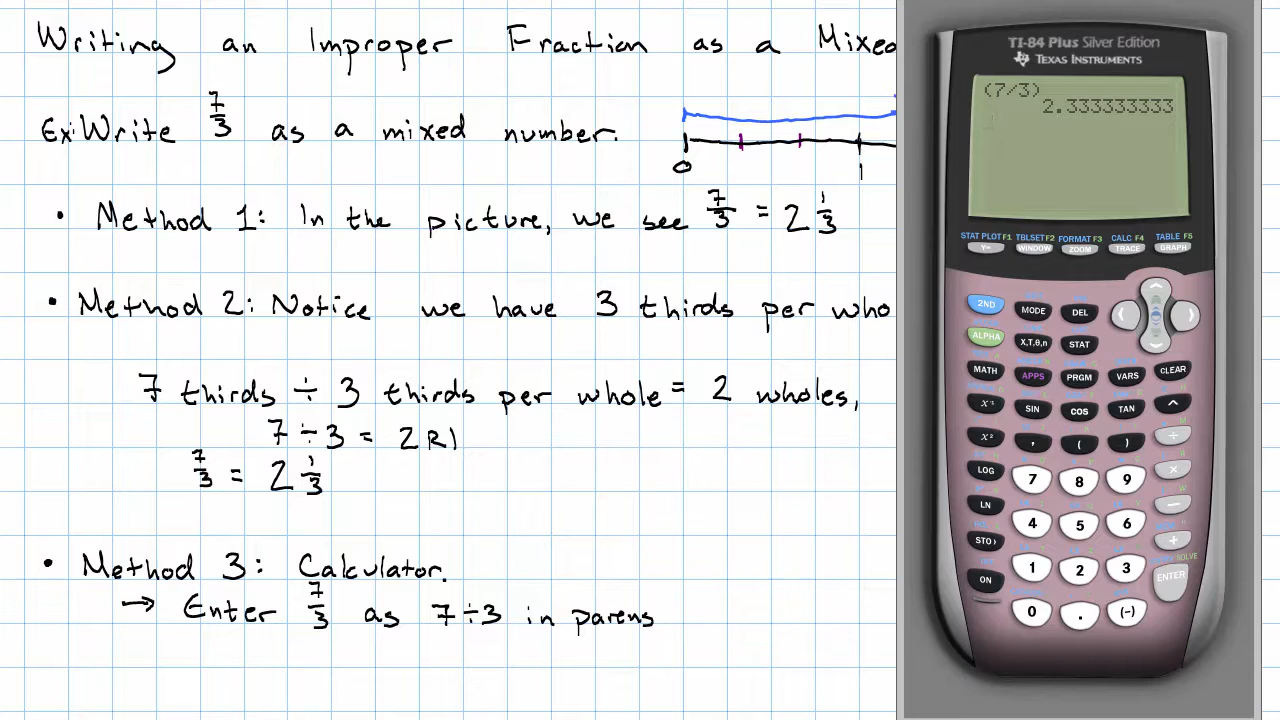 Writing an Improper Fraction as a Mixed
Ex: Write 7/3 as a mixed number.
0 1
• Method 1: In the picture, we see 7/3 = 2 1/3
• Method 2: Notice we have 3 thirds per who
7 thirds ÷ 3 thirds per whole = 2 wholes,
7 ÷ 3 = 2 R1
7/3 = 2 1/3
• Method 3: Calculator.
→ Enter 7/3 as 7÷3 in parens
TI-84 Plus Silver Edition
TEXAS INSTRUMENTS
(7/3)
2.333333333
STAT PLOT F1 TBLSET F2 FORMAT F3 CALC F4 TABLE F5
Y= WINDOW ZOOM TRACE GRAPH
2ND MODE DEL
ALPHA X,T,θ,n STAT
MATH APPS PRGM VARS CLEAR
x⁻¹ SIN COS TAN ^
x² , ( ) ÷
LOG 7 8 9 ×
LN 4 5 6 −
STO› 1 2 3 +
ON 0 . (−) ENTER
SOLVE